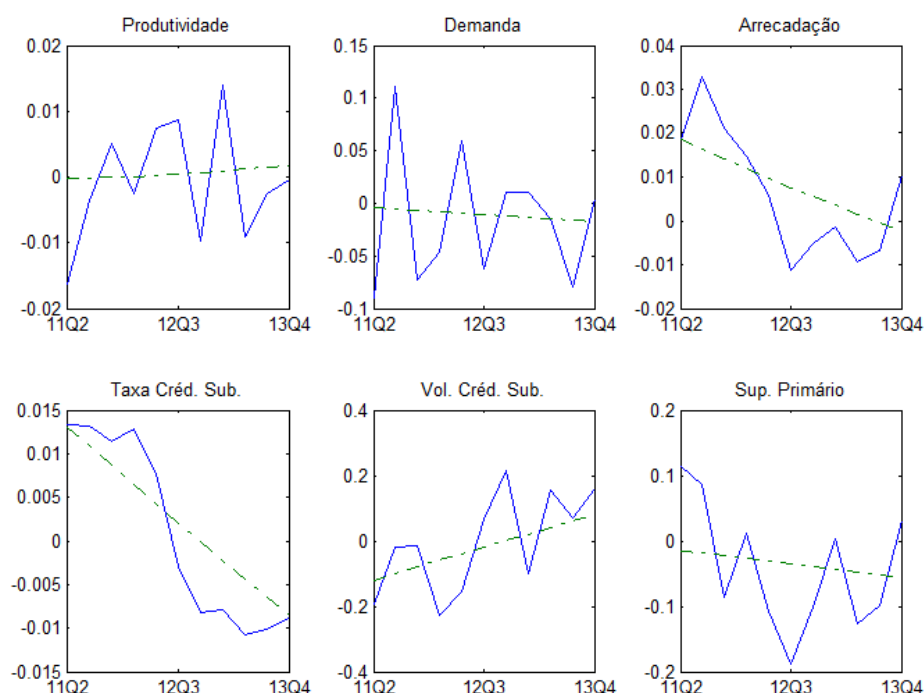 Produtividade Demanda Arrecadação
0.02 0.15 0.04
0.1 0.03
0.01
0.05 0.02
0 0 0.01
-0.05 0
-0.01
-0.1 -0.01
-0.02 -0.1 -0.02
11Q2 12Q3 13Q4 11Q2 12Q3 13Q4 11Q2 12Q3 13Q4
Taxa Créd. Sub. Vol. Créd. Sub. Sup. Primário
0.015 0.4 0.2
0.01
0.2 0.1
0.005
0 0 0
-0.005
-0.2 -0.1
-0.01
-0.015 -0.4 -0.2
11Q2 12Q3 13Q4 11Q2 12Q3 13Q4 11Q2 12Q3 13Q4